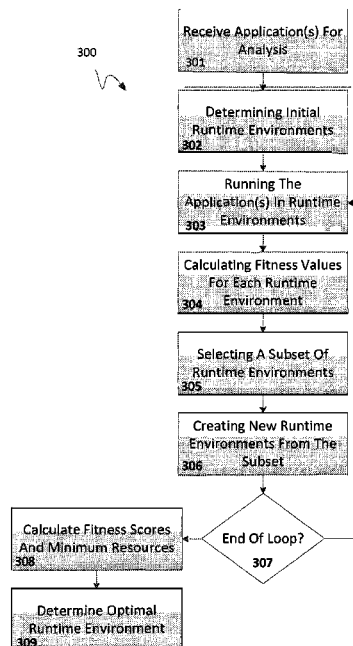 300
Receive Application(s) For
Analysis
301
Determining Initial
Runtime Environments
302
Running The
Application(s) In Runtime
Environments
303
Calculating Fitness Values
For Each Runtime
Environment
304
Selecting A Subset Of
Runtime Environments
305
Creating New Runtime
Environments From The
Subset
306
End Of Loop?
307
Calculate Fitness Scores
And Minimum Resources
308
Determine Optimal
Runtime Environment
309